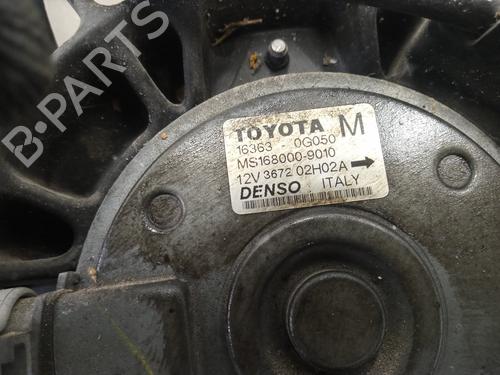 TOYOTA M
16363 0G050
MS168000-9010
12V 3672 02H02A
DENSO ITALY
B-PARTS